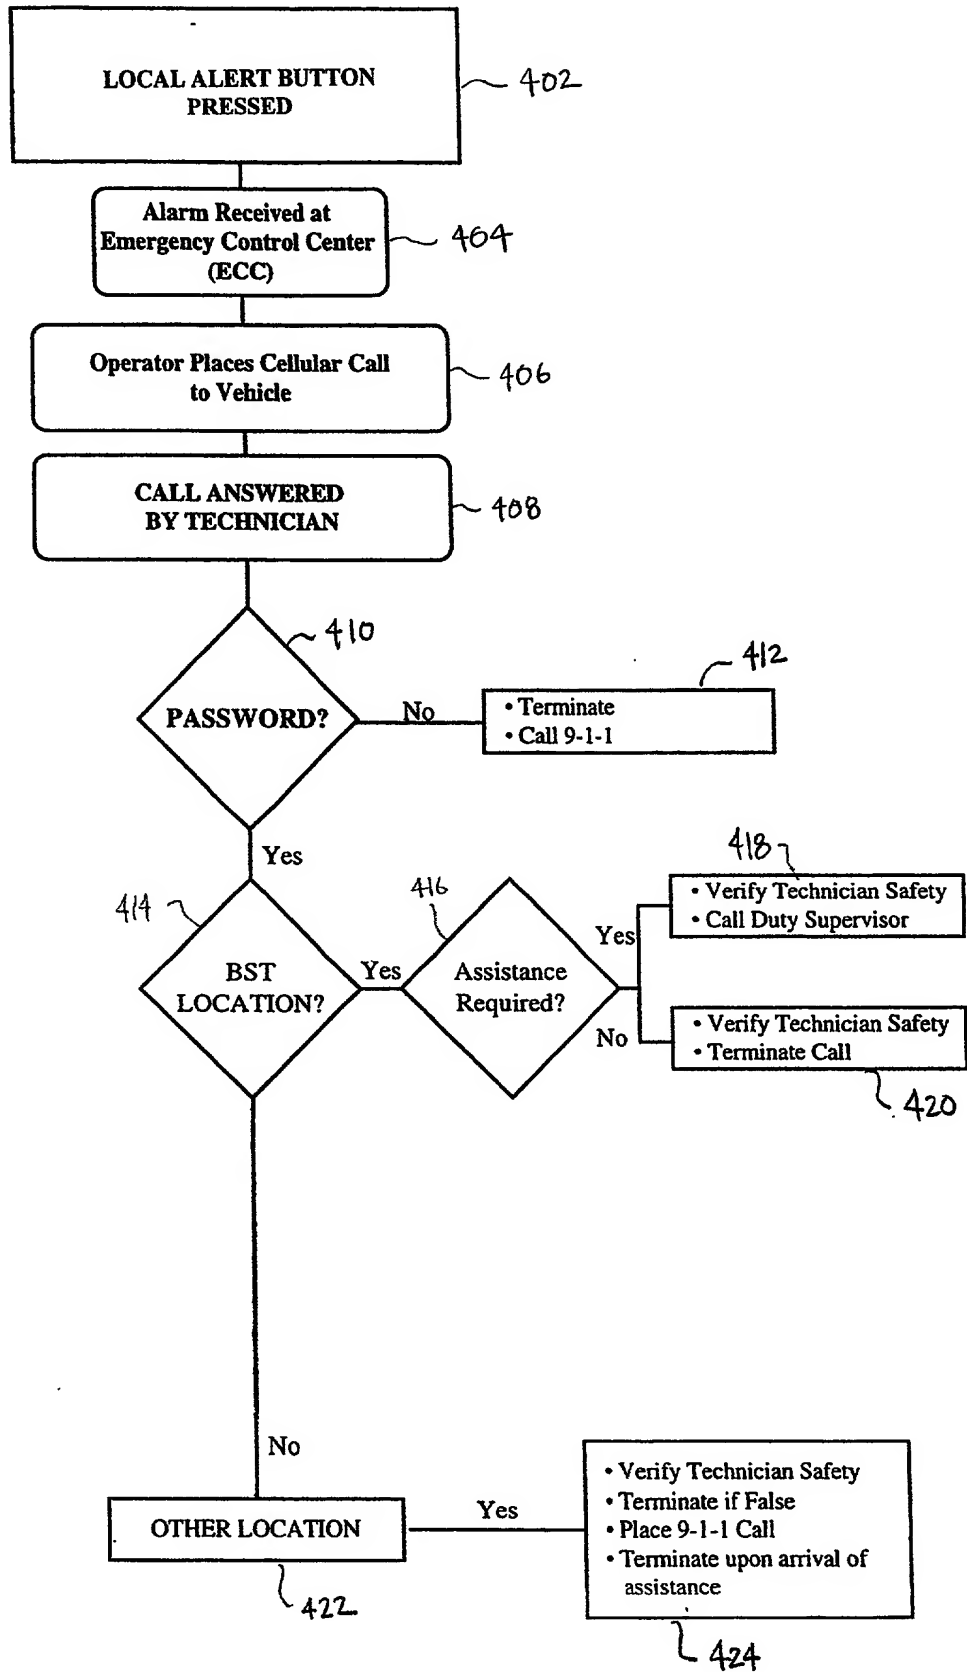 LOCAL ALERT BUTTON
PRESSED
402
Alarm Received at
Emergency Control Center
(ECC)
404
Operator Places Cellular Call
to Vehicle
406
CALL ANSWERED
BY TECHNICIAN
408
410
PASSWORD?
No
412
• Terminate
• Call 9-1-1
Yes
414
BST
LOCATION?
Yes
416
Assistance
Required?
Yes
418
• Verify Technician Safety
• Call Duty Supervisor
No
• Verify Technician Safety
• Terminate Call
420
No
OTHER LOCATION
422
Yes
• Verify Technician Safety
• Terminate if False
• Place 9-1-1 Call
• Terminate upon arrival of
assistance
424